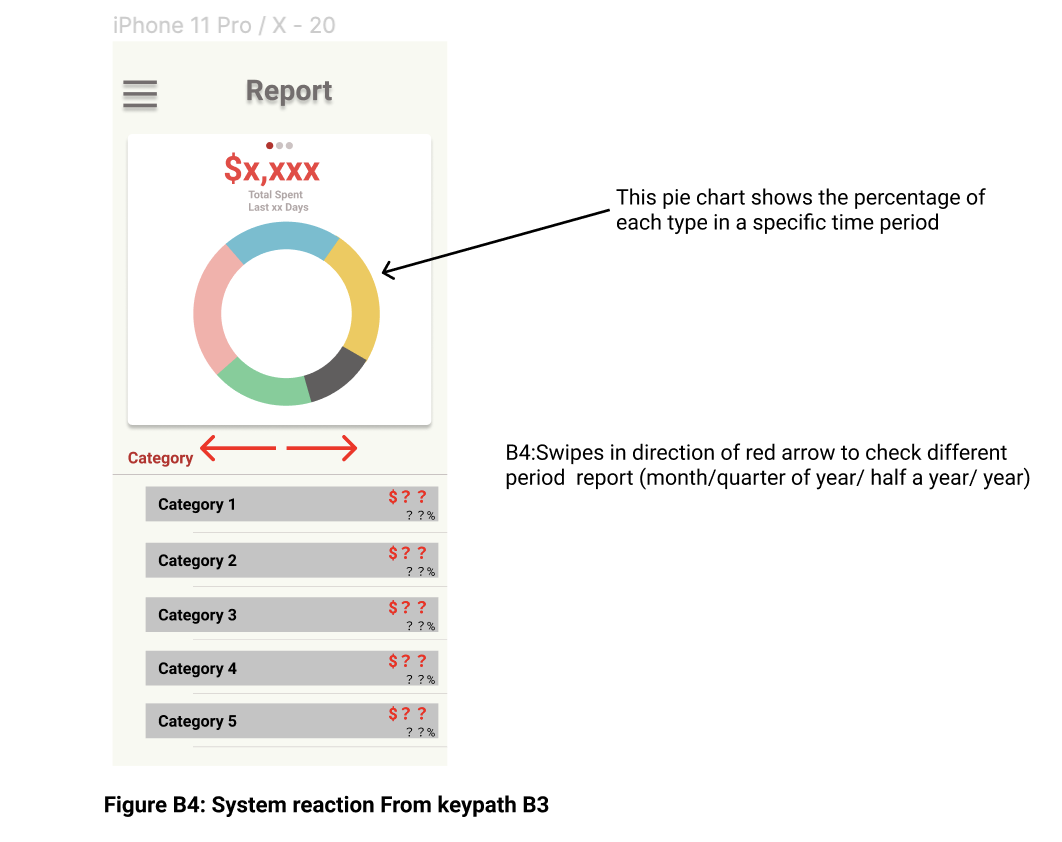 iPhone 11 Pro / X - 20
Report
$x,xxx
Total Spent
Last xx Days
This pie chart shows the percentage of
each type in a specific time period
B4:Swipes in direction of red arrow to check different
period  report (month/quarter of year/ half a year/ year)
Category
Category 1
$? ?
? ?%
Category 2
$? ?
? ?%
Category 3
$? ?
? ?%
Category 4
$? ?
? ?%
Category 5
$? ?
? ?%
Figure B4: System reaction From keypath B3